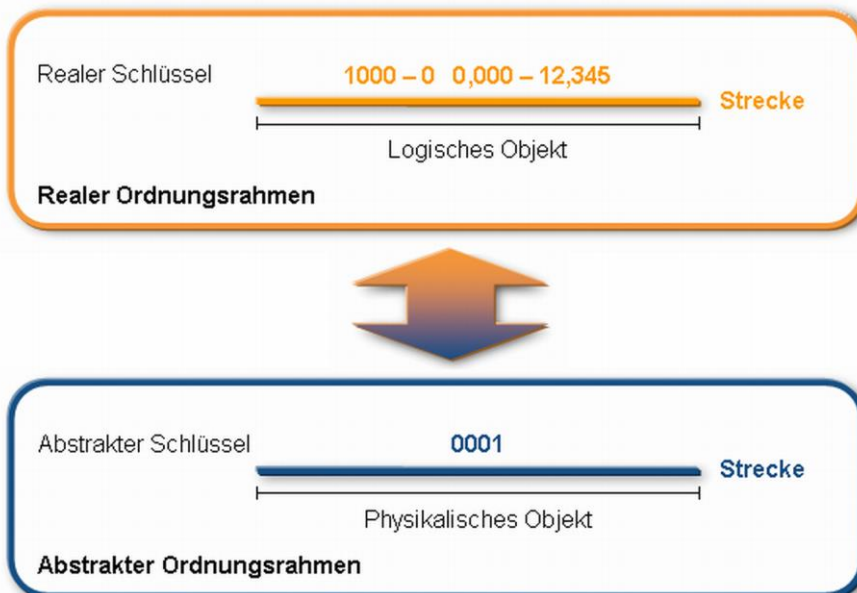 Realer Schlüssel 1000 – 0 0,000 – 12,345
Strecke
Logisches Objekt
Realer Ordnungsrahmen
Abstrakter Schlüssel 0001
Strecke
Physikalisches Objekt
Abstrakter Ordnungsrahmen